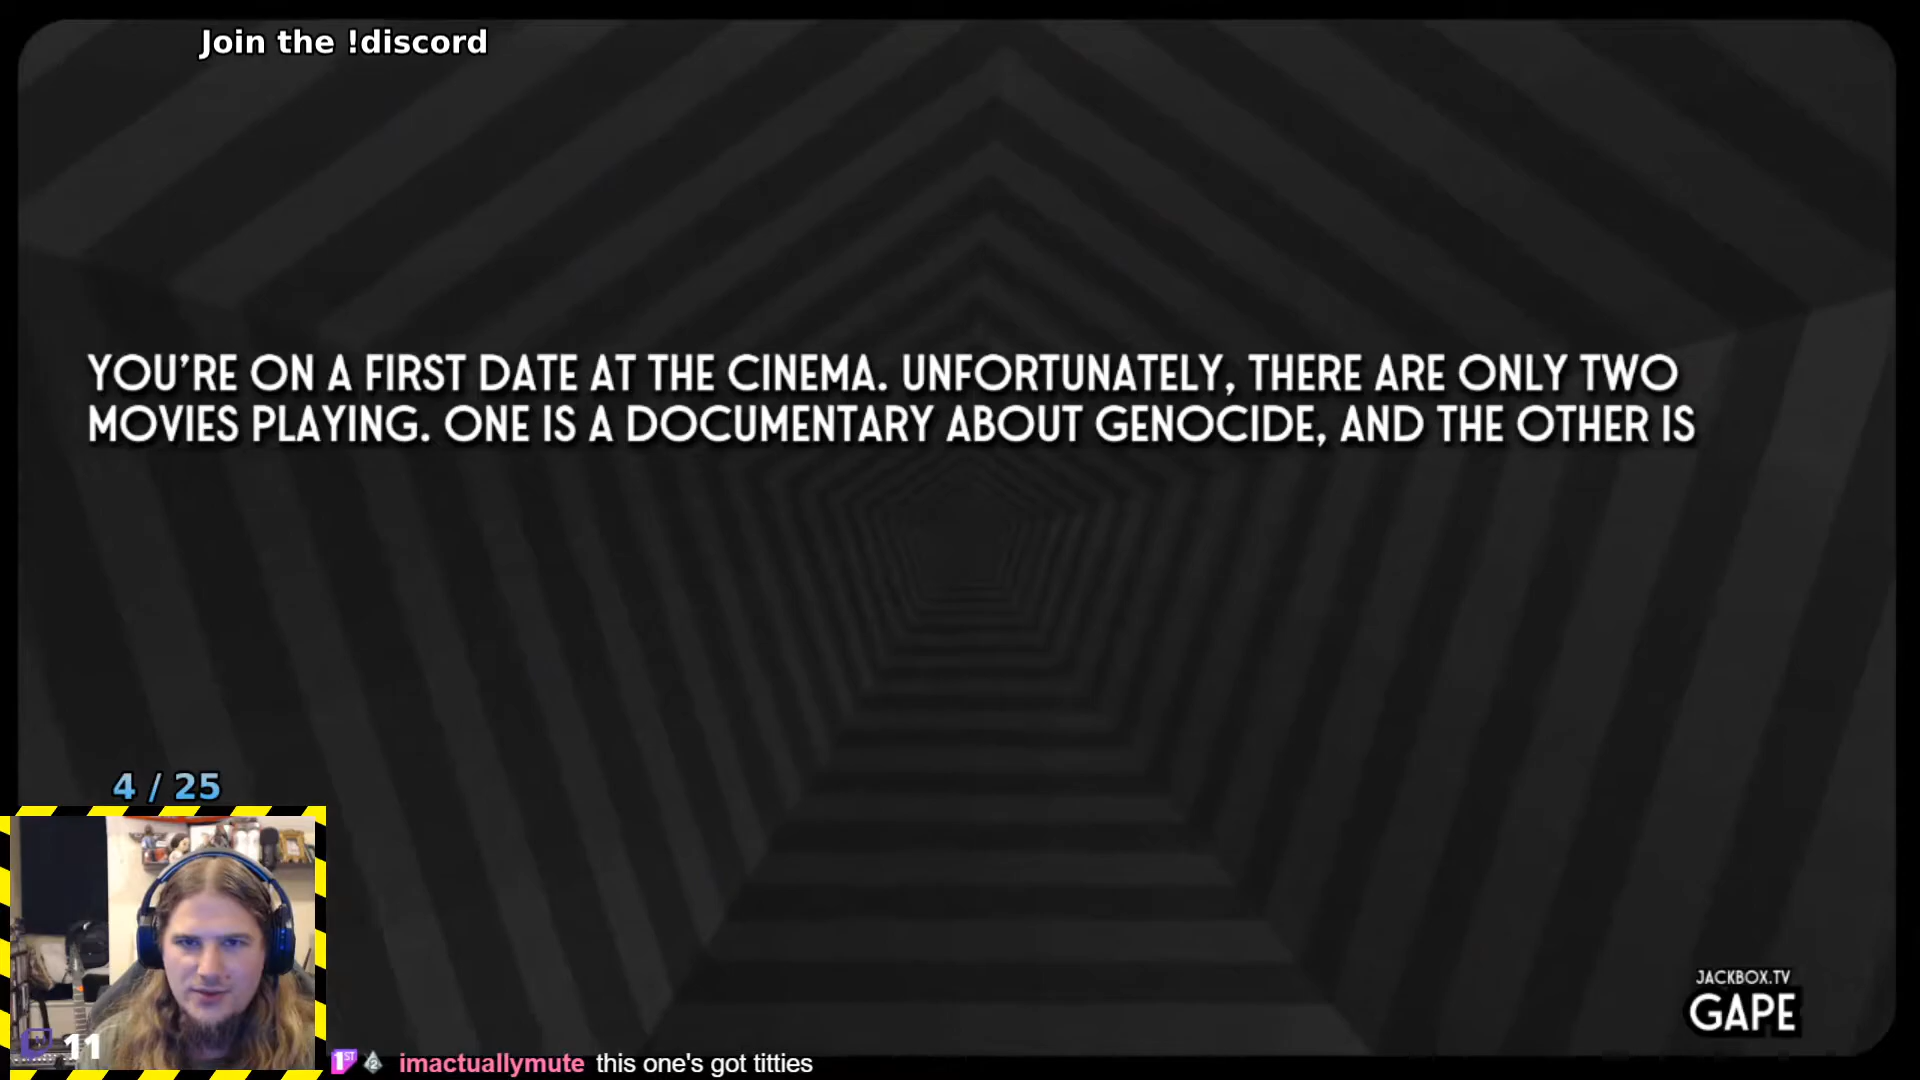 Join the !discord
YOU'RE ON A FIRST DATE AT THE CINEMA. UNFORTUNATELY, THERE ARE ONLY TWO
MOVIES PLAYING. ONE IS A DOCUMENTARY ABOUT GENOCIDE, AND THE OTHER IS
4 / 25
JACKBOX.TV
GAPE
11
1ST 2 imactuallymute this one's got titties